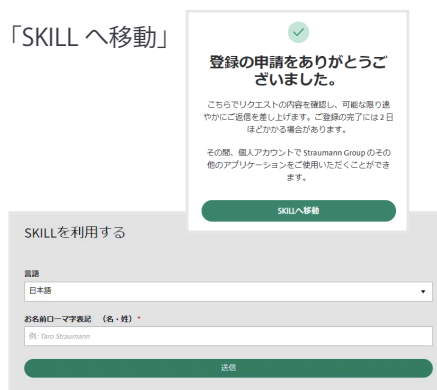 「SKILL へ移動」
登録の申請をありがとうご
ざいました。
こちらでリクエストの内容を確認し、可能な限り速
やかにご返信を差し上げます。ご登録の完了には2日
ほどかかる場合があります。
その間、個人アカウントで Straumann Group のその
他のアプリケーションをご使用いただくことができ
ます。
SKILLへ移動
SKILLを利用する
言語
日本語
お名前ローマ字表記　（名・姓） *
例: Taro Straumann
送信